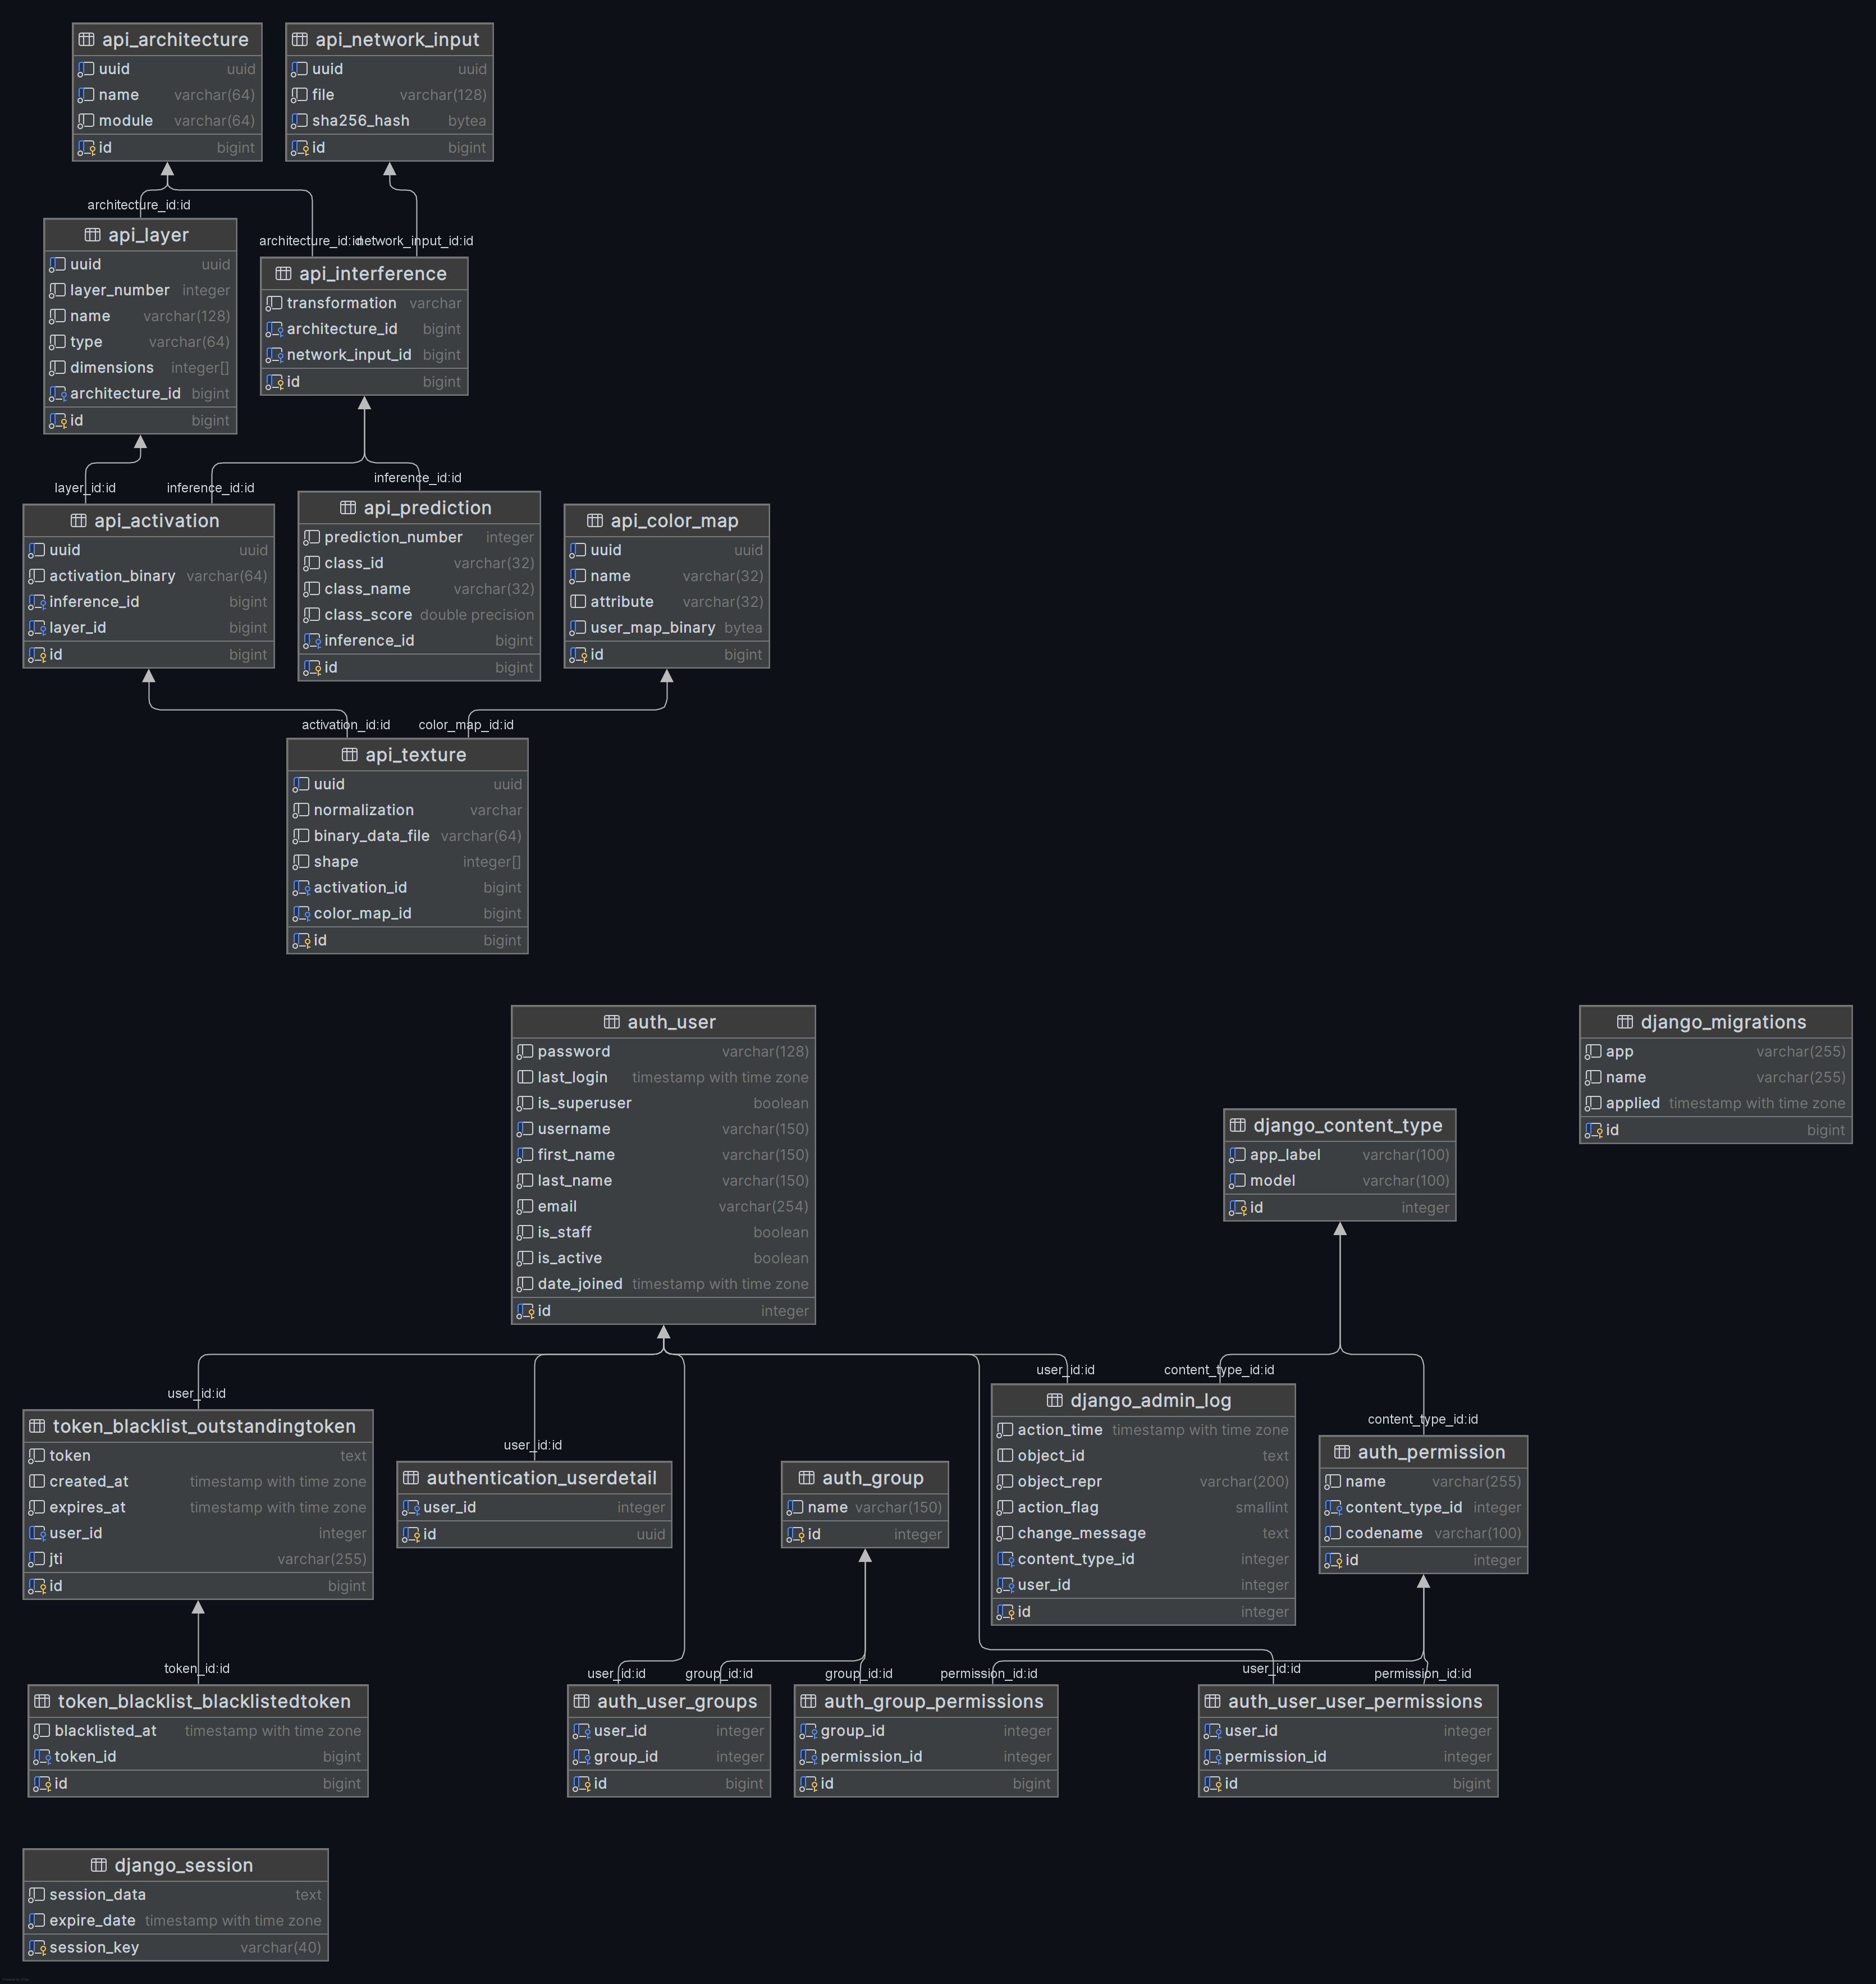 api_architecture
uuid uuid
name varchar(64)
module varchar(64)
id bigint
api_network_input
uuid uuid
file varchar(128)
sha256_hash bytea
id bigint
architecture_id:id
architecture_id:id
network_input_id:id
api_layer
uuid uuid
layer_number integer
name varchar(128)
type varchar(64)
dimensions integer[]
architecture_id bigint
id bigint
api_interference
transformation varchar
architecture_id bigint
network_input_id bigint
id bigint
layer_id:id
inference_id:id
inference_id:id
api_activation
uuid uuid
activation_binary varchar(64)
inference_id bigint
layer_id bigint
id bigint
api_prediction
prediction_number integer
class_id varchar(32)
class_name varchar(32)
class_score double precision
inference_id bigint
id bigint
api_color_map
uuid uuid
name varchar(32)
attribute varchar(32)
user_map_binary bytea
id bigint
activation_id:id
color_map_id:id
api_texture
uuid uuid
normalization varchar
binary_data_file varchar(64)
shape integer[]
activation_id bigint
color_map_id bigint
id bigint
auth_user
password varchar(128)
last_login timestamp with time zone
is_superuser boolean
username varchar(150)
first_name varchar(150)
last_name varchar(150)
email varchar(254)
is_staff boolean
is_active boolean
date_joined timestamp with time zone
id integer
django_migrations
app varchar(255)
name varchar(255)
applied timestamp with time zone
id bigint
django_content_type
app_label varchar(100)
model varchar(100)
id integer
user_id:id
user_id:id
user_id:id
content_type_id:id
content_type_id:id
token_blacklist_outstandingtoken
token text
created_at timestamp with time zone
expires_at timestamp with time zone
user_id integer
jti varchar(255)
id bigint
authentication_userdetail
user_id integer
id uuid
auth_group
name varchar(150)
id integer
django_admin_log
action_time timestamp with time zone
object_id text
object_repr varchar(200)
action_flag smallint
change_message text
content_type_id integer
user_id integer
id integer
auth_permission
name varchar(255)
content_type_id integer
codename varchar(100)
id integer
token_id:id
user_id:id
group_id:id
group_id:id
permission_id:id
user_id:id
permission_id:id
token_blacklist_blacklistedtoken
blacklisted_at timestamp with time zone
token_id bigint
id bigint
auth_user_groups
user_id integer
group_id integer
id bigint
auth_group_permissions
group_id integer
permission_id integer
id bigint
auth_user_user_permissions
user_id integer
permission_id integer
id bigint
django_session
session_data text
expire_date timestamp with time zone
session_key varchar(40)